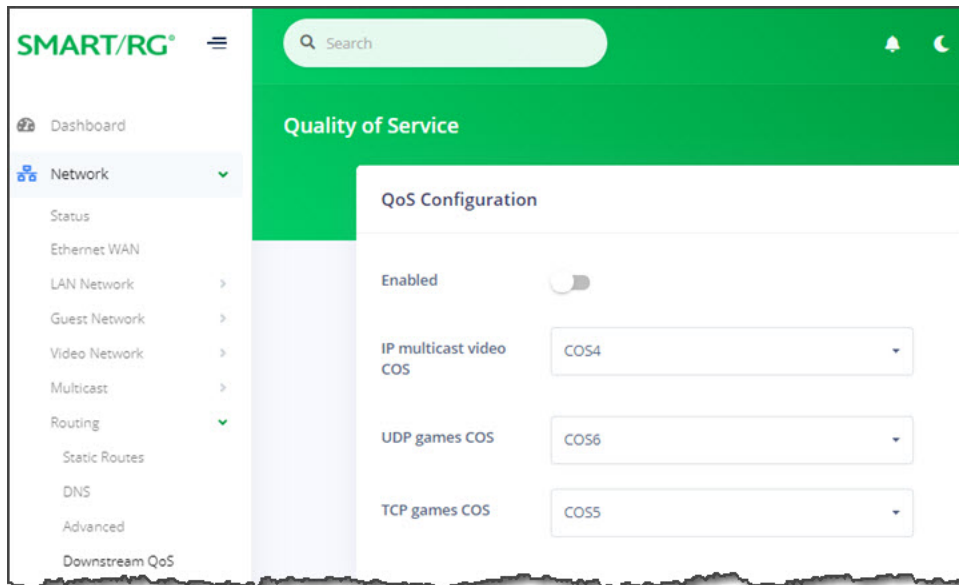 SMART/RG®
Search
Dashboard
Network
Status
Ethernet WAN
LAN Network
Guest Network
Video Network
Multicast
Routing
Static Routes
DNS
Advanced
Downstream QoS
Quality of Service
QoS Configuration
Enabled
IP multicast video
COS
COS4
UDP games COS
COS6
TCP games COS
COS5